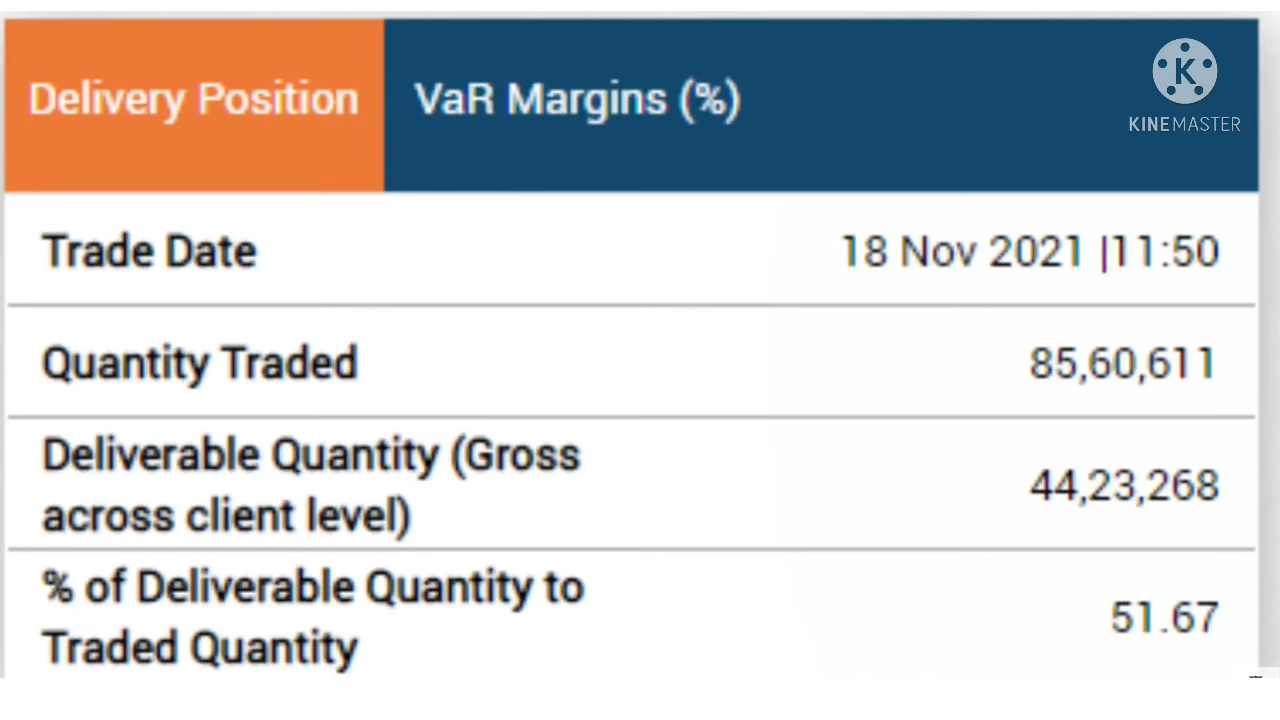 Delivery Position VaR Margins (%)
KINEMASTER
Trade Date 18 Nov 2021 |11:50
Quantity Traded 85,60,611
Deliverable Quantity (Gross
across client level) 44,23,268
% of Deliverable Quantity to
Traded Quantity 51.67